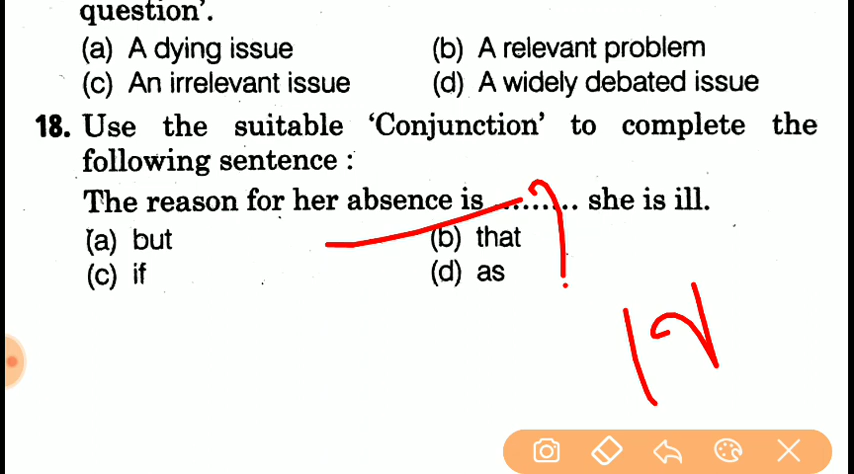 question'.
(a) A dying issue (b) A relevant problem
(c) An irrelevant issue (d) A widely debated issue
18. Use the suitable ‘Conjunction’ to complete the
following sentence :
The reason for her absence is ......... she is ill.
(a) but (b) that
(c) if (d) as